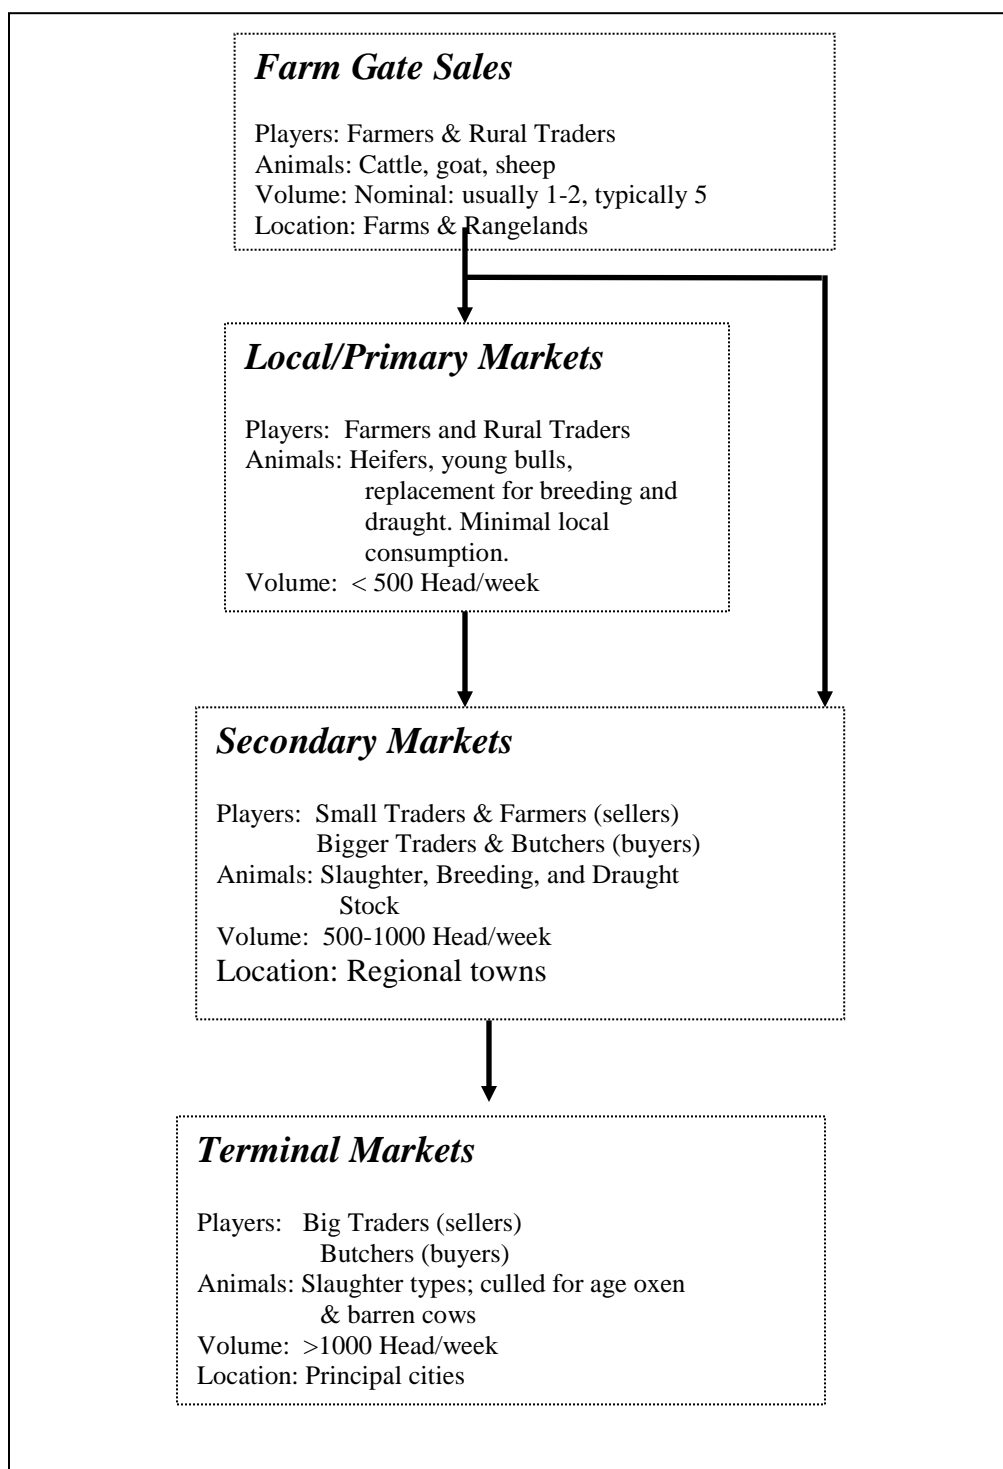 Farm Gate Sales
Players: Farmers & Rural Traders
Animals: Cattle, goat, sheep
Volume: Nominal: usually 1-2, typically 5
Location: Farms & Rangelands
Local/Primary Markets
Players: Farmers and Rural Traders
Animals: Heifers, young bulls,
replacement for breeding and
draught. Minimal local
consumption.
Volume: < 500 Head/week
Secondary Markets
Players: Small Traders & Farmers (sellers)
Bigger Traders & Butchers (buyers)
Animals: Slaughter, Breeding, and Draught
Stock
Volume: 500-1000 Head/week
Location: Regional towns
Terminal Markets
Players: Big Traders (sellers)
Butchers (buyers)
Animals: Slaughter types; culled for age oxen
& barren cows
Volume: >1000 Head/week
Location: Principal cities